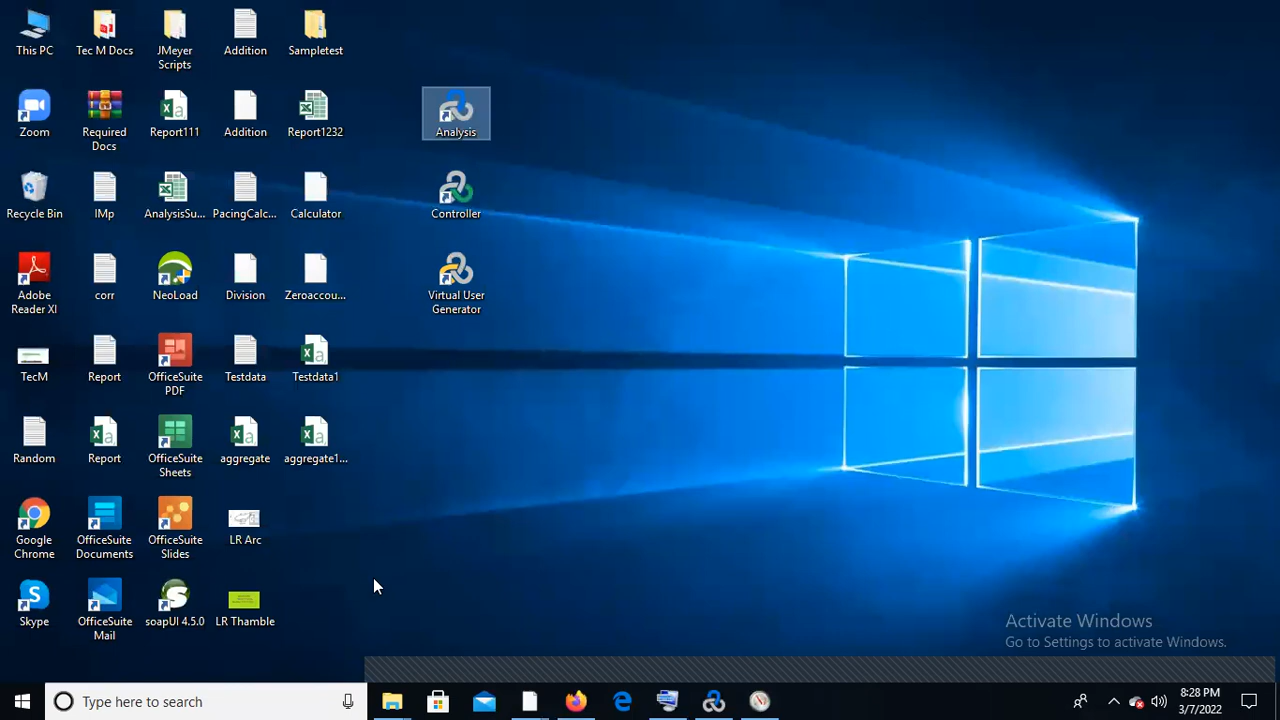 This PC
Tec M Docs
JMeyer
Scripts
Addition
Sampletest
Zoom
Required
Docs
Report111
Addition
Report1232
Analysis
Recycle Bin
IMp
AnalysisSu...
PacingCalc...
Calculator
Controller
Adobe
Reader XI
corr
NeoLoad
Division
Zeroaccou...
Virtual User
Generator
TecM
Report
OfficeSuite
PDF
Testdata
Testdata1
Random
Report
OfficeSuite
Sheets
aggregate
aggregate1...
Google
Chrome
OfficeSuite
Documents
OfficeSuite
Slides
LR Arc
Skype
OfficeSuite
Mail
soapUI 4.5.0
LR Thamble
Activate Windows
Go to Settings to activate Windows.
Type here to search
8:28 PM
3/7/2022